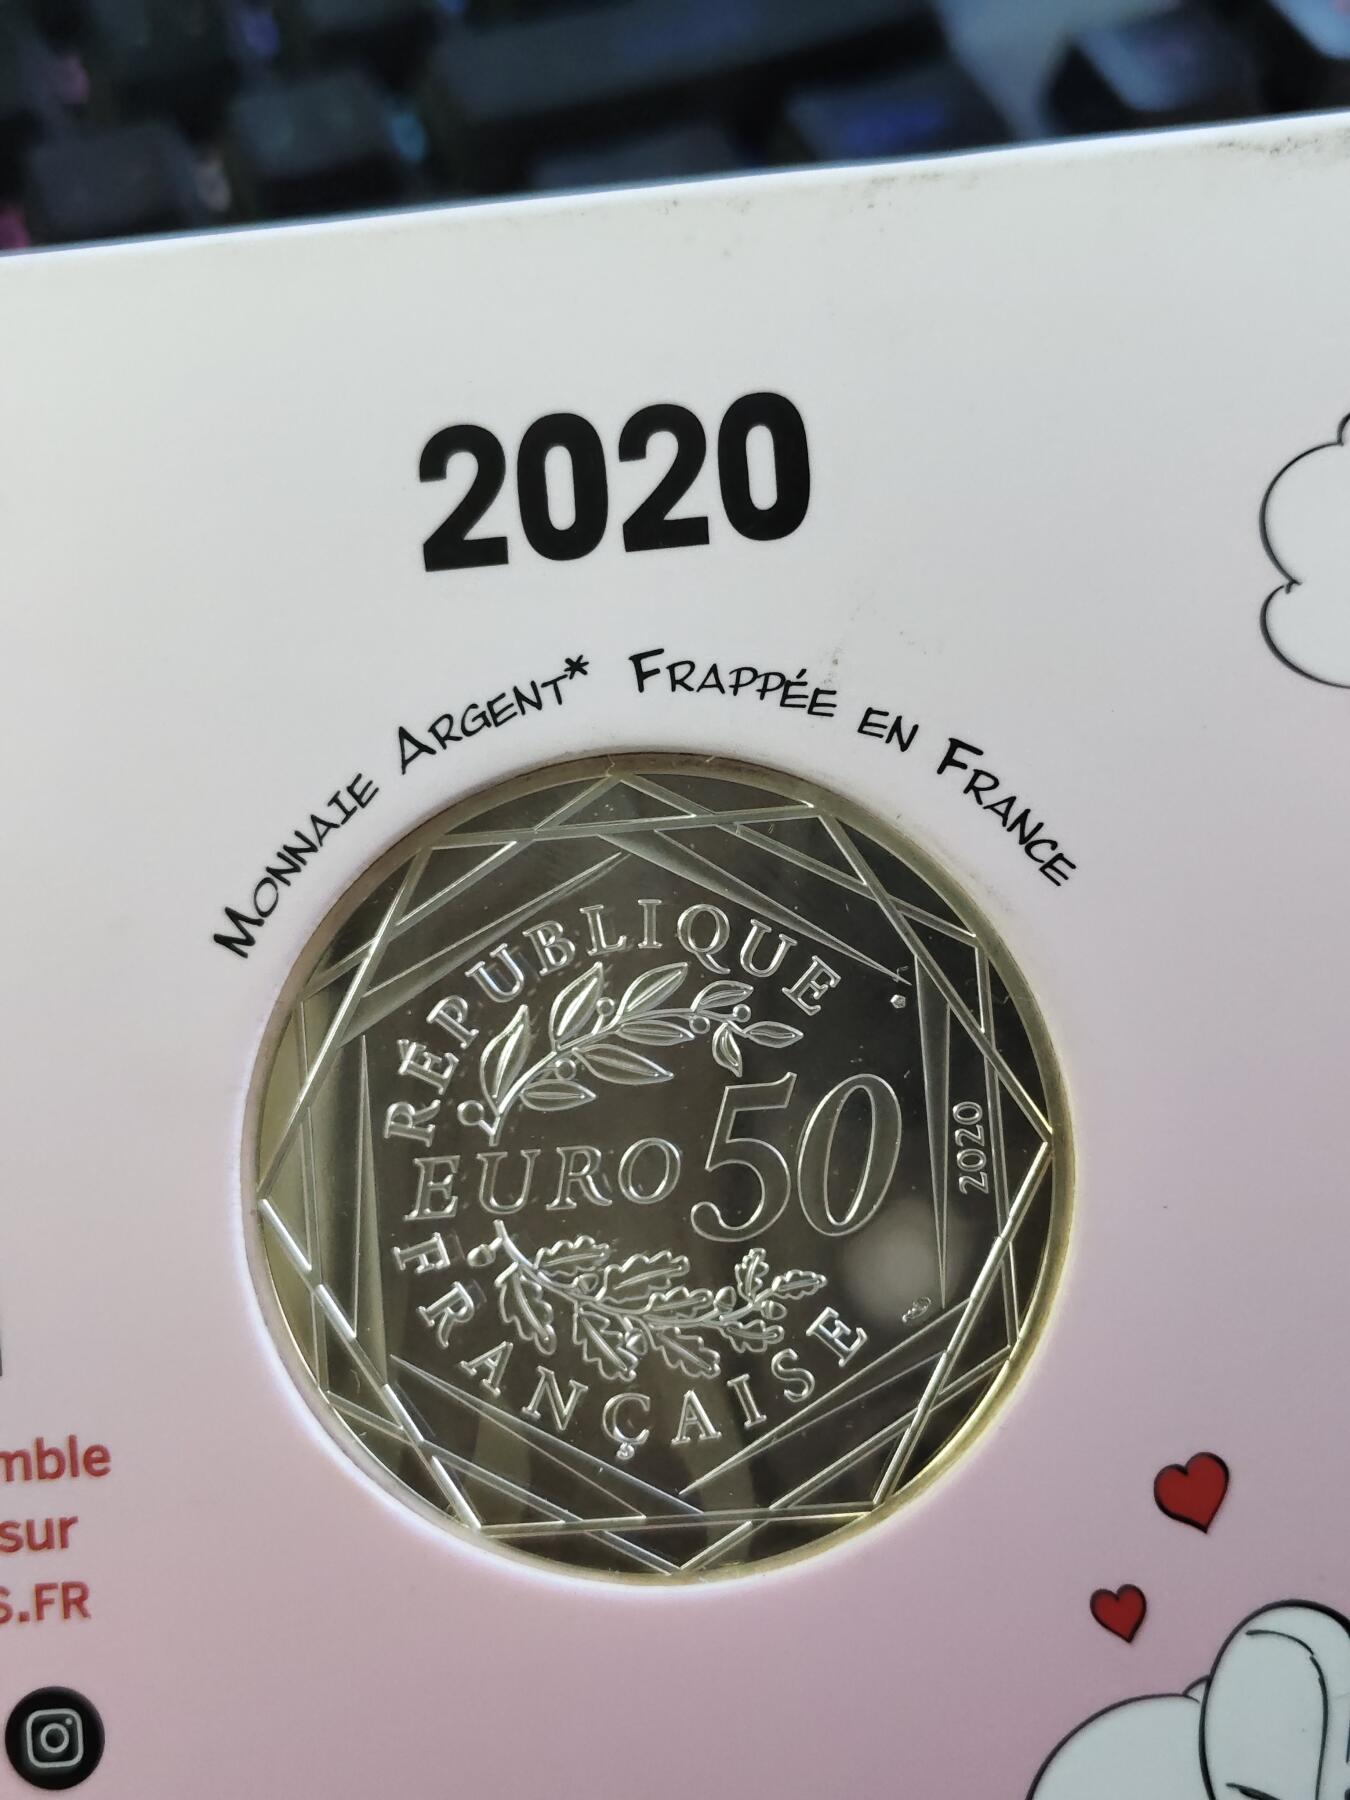 2020
MONNAIE ARGENT* FRAPPÉE EN FRANCE
RÉPUBLIQUE
EURO 50
2020
FRANÇAISE
mble
sur
S.FR